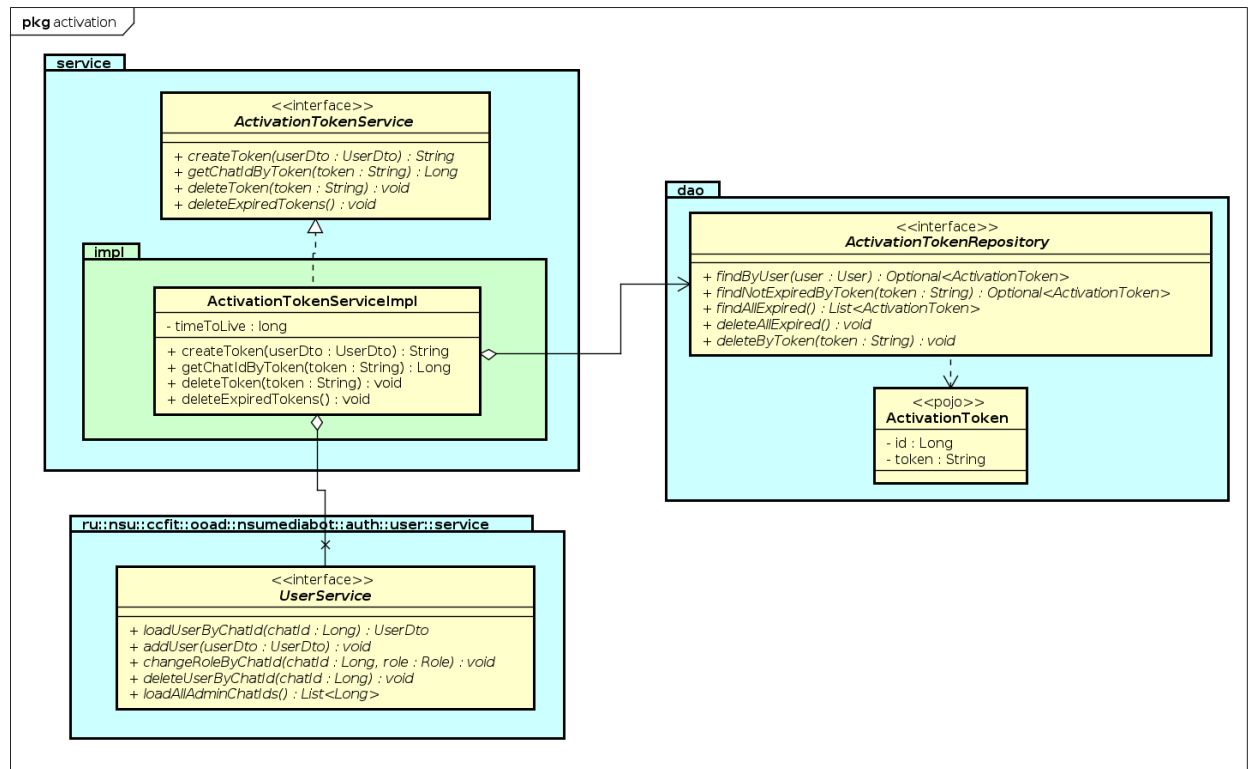 pkg activation
service
<<interface>>
ActivationTokenService
+ createToken(userDto : UserDto) : String
+ getChatIdByToken(token : String) : Long
+ deleteToken(token : String) : void
+ deleteExpiredTokens() : void
impl
ActivationTokenServiceImpl
- timeToLive : long
+ createToken(userDto : UserDto) : String
+ getChatIdByToken(token : String) : Long
+ deleteToken(token : String) : void
+ deleteExpiredTokens() : void
dao
<<interface>>
ActivationTokenRepository
+ findByUser(user : User) : Optional<ActivationToken>
+ findNotExpiredByToken(token : String) : Optional<ActivationToken>
+ findAllExpired() : List<ActivationToken>
+ deleteAllExpired() : void
+ deleteByToken(token : String) : void
<<pojo>>
ActivationToken
- id : Long
- token : String
ru::nsu::ccfit::ooad::nsumediabot::auth::user::service
<<interface>>
UserService
+ loadUserByChatId(chatId : Long) : UserDto
+ addUser(userDto : UserDto) : void
+ changeRoleByChatId(chatId : Long, role : Role) : void
+ deleteUserByChatId(chatId : Long) : void
+ loadAllAdminChatIds() : List<Long>